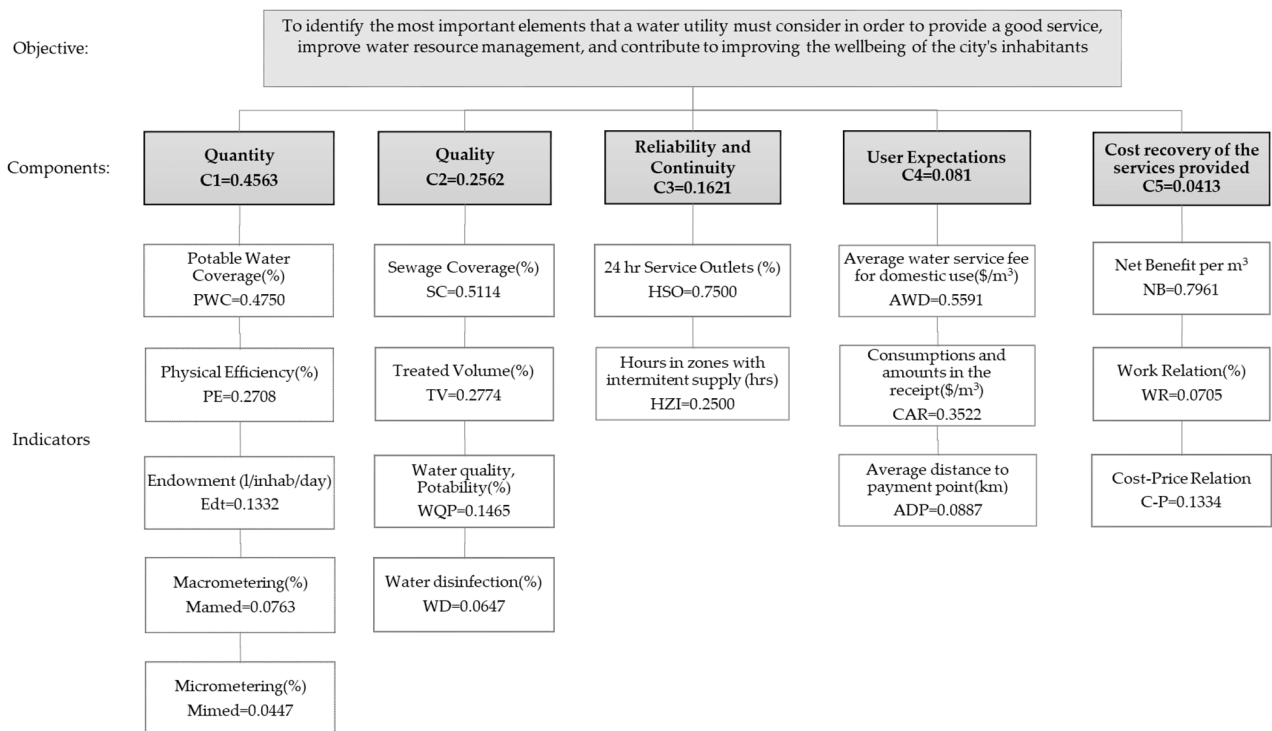 Objective:
To identify the most important elements that a water utility must consider in order to provide a good service,
improve water resource management, and contribute to improving the wellbeing of the city's inhabitants
Components:
Quantity
C1=0.4563
Quality
C2=0.2562
Reliability and
Continuity
C3=0.1621
User Expectations
C4=0.081
Cost recovery of the
services provided
C5=0.0413
Indicators
Potable Water
Coverage(%)
PWC=0.4750
Physical Efficiency(%)
PE=0.2708
Endowment (l/inhab/day)
Edt=0.1332
Macrometering(%)
Mamed=0.0763
Micrometering(%)
Mimed=0.0447
Sewage Coverage(%)
SC=0.5114
Treated Volume(%)
TV=0.2774
Water quality,
Potability(%)
WQP=0.1465
Water disinfection(%)
WD=0.0647
24 hr Service Outlets (%)
HSO=0.7500
Hours in zones with
intermitent supply (hrs)
HZI=0.2500
Average water service fee
for domestic use($/m³)
AWD=0.5591
Consumptions and
amounts in the
receipt($/m³)
CAR=0.3522
Average distance to
payment point(km)
ADP=0.0887
Net Benefit per m³
NB=0.7961
Work Relation(%)
WR=0.0705
Cost-Price Relation
C-P=0.1334